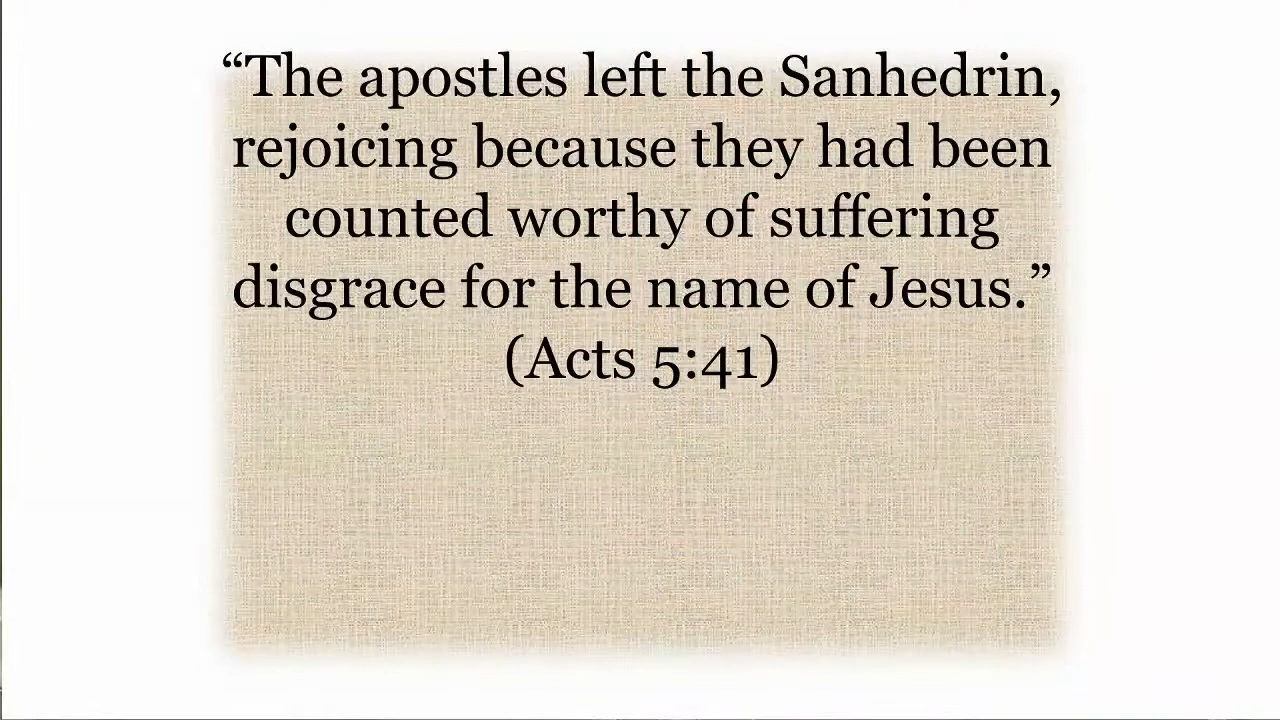 “The apostles left the Sanhedrin,
rejoicing because they had been
counted worthy of suffering
disgrace for the name of Jesus.”
(Acts 5:41)